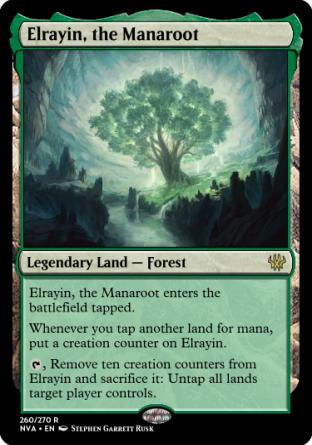 Elrayin, the Manaroot
Legendary Land — Forest
Elrayin, the Manaroot enters the
battlefield tapped.
Whenever you tap another land for mana,
put a creation counter on Elrayin.
, Remove ten creation counters from
Elrayin and sacrifice it: Untap all lands
target player controls.
260/270 R
NVA • EN Stephen Garrett Rusk